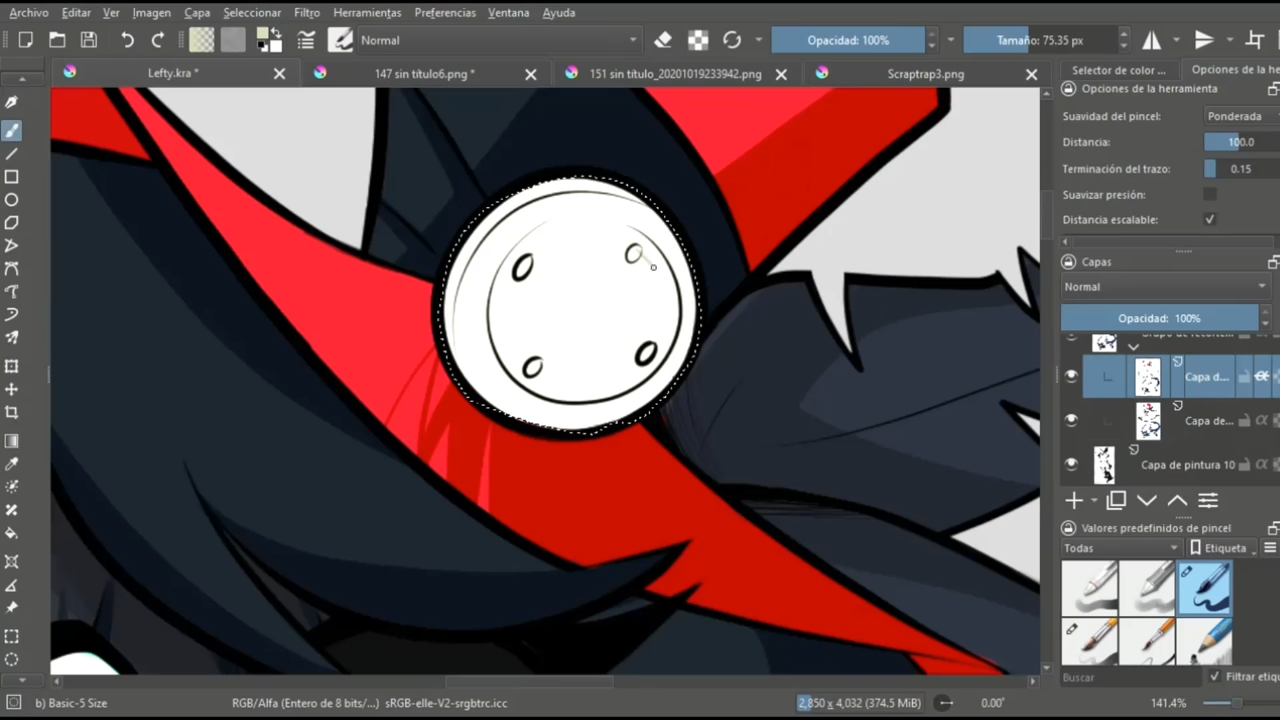 Archivo Editar Ver Imagen Capa Seleccionar Filtro Herramientas Preferencias Ventana Ayuda
Normal Opacidad: 100% Tamaño: 75.35 px
Lefty.kra * 147 sin título6.png * 151 sin título_20201019233942.png Scraptrap3.png
Selector de color ... Opciones de la he
Opciones de la herramienta
Suavidad del pincel: Ponderada
Distancia: 100.0
Terminación del trazo: 0.15
Suavizar presión:
Distancia escalable:
Capas
Normal
Opacidad: 100%
Capa d...
Capa de...
Capa de pintura 10
Valores predefinidos de pincel
Todas Etiqueta
Buscar Filtrar etiqu
b) Basic-5 Size RGB/Alfa (Entero de 8 bits/...) sRGB-elle-V2-srgbtrc.icc 2,850 x 4,032 (374.5 MiB) 0.00° 141.4%